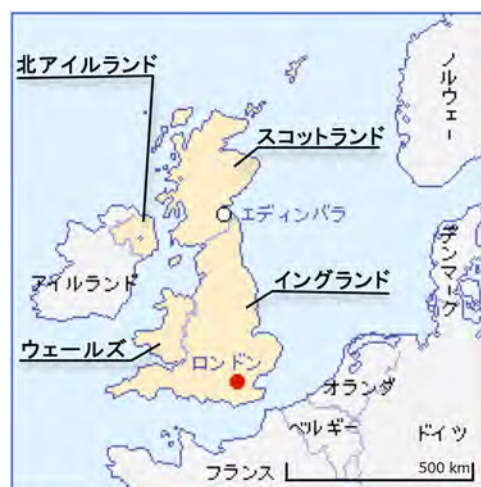 北アイルランド
スコットランド
ノルウェー
エディンバラ
デンマーク
アイルランド
イングランド
ウェールズ
ロンドン
オランダ
ベルギー
ドイツ
フランス
500 km